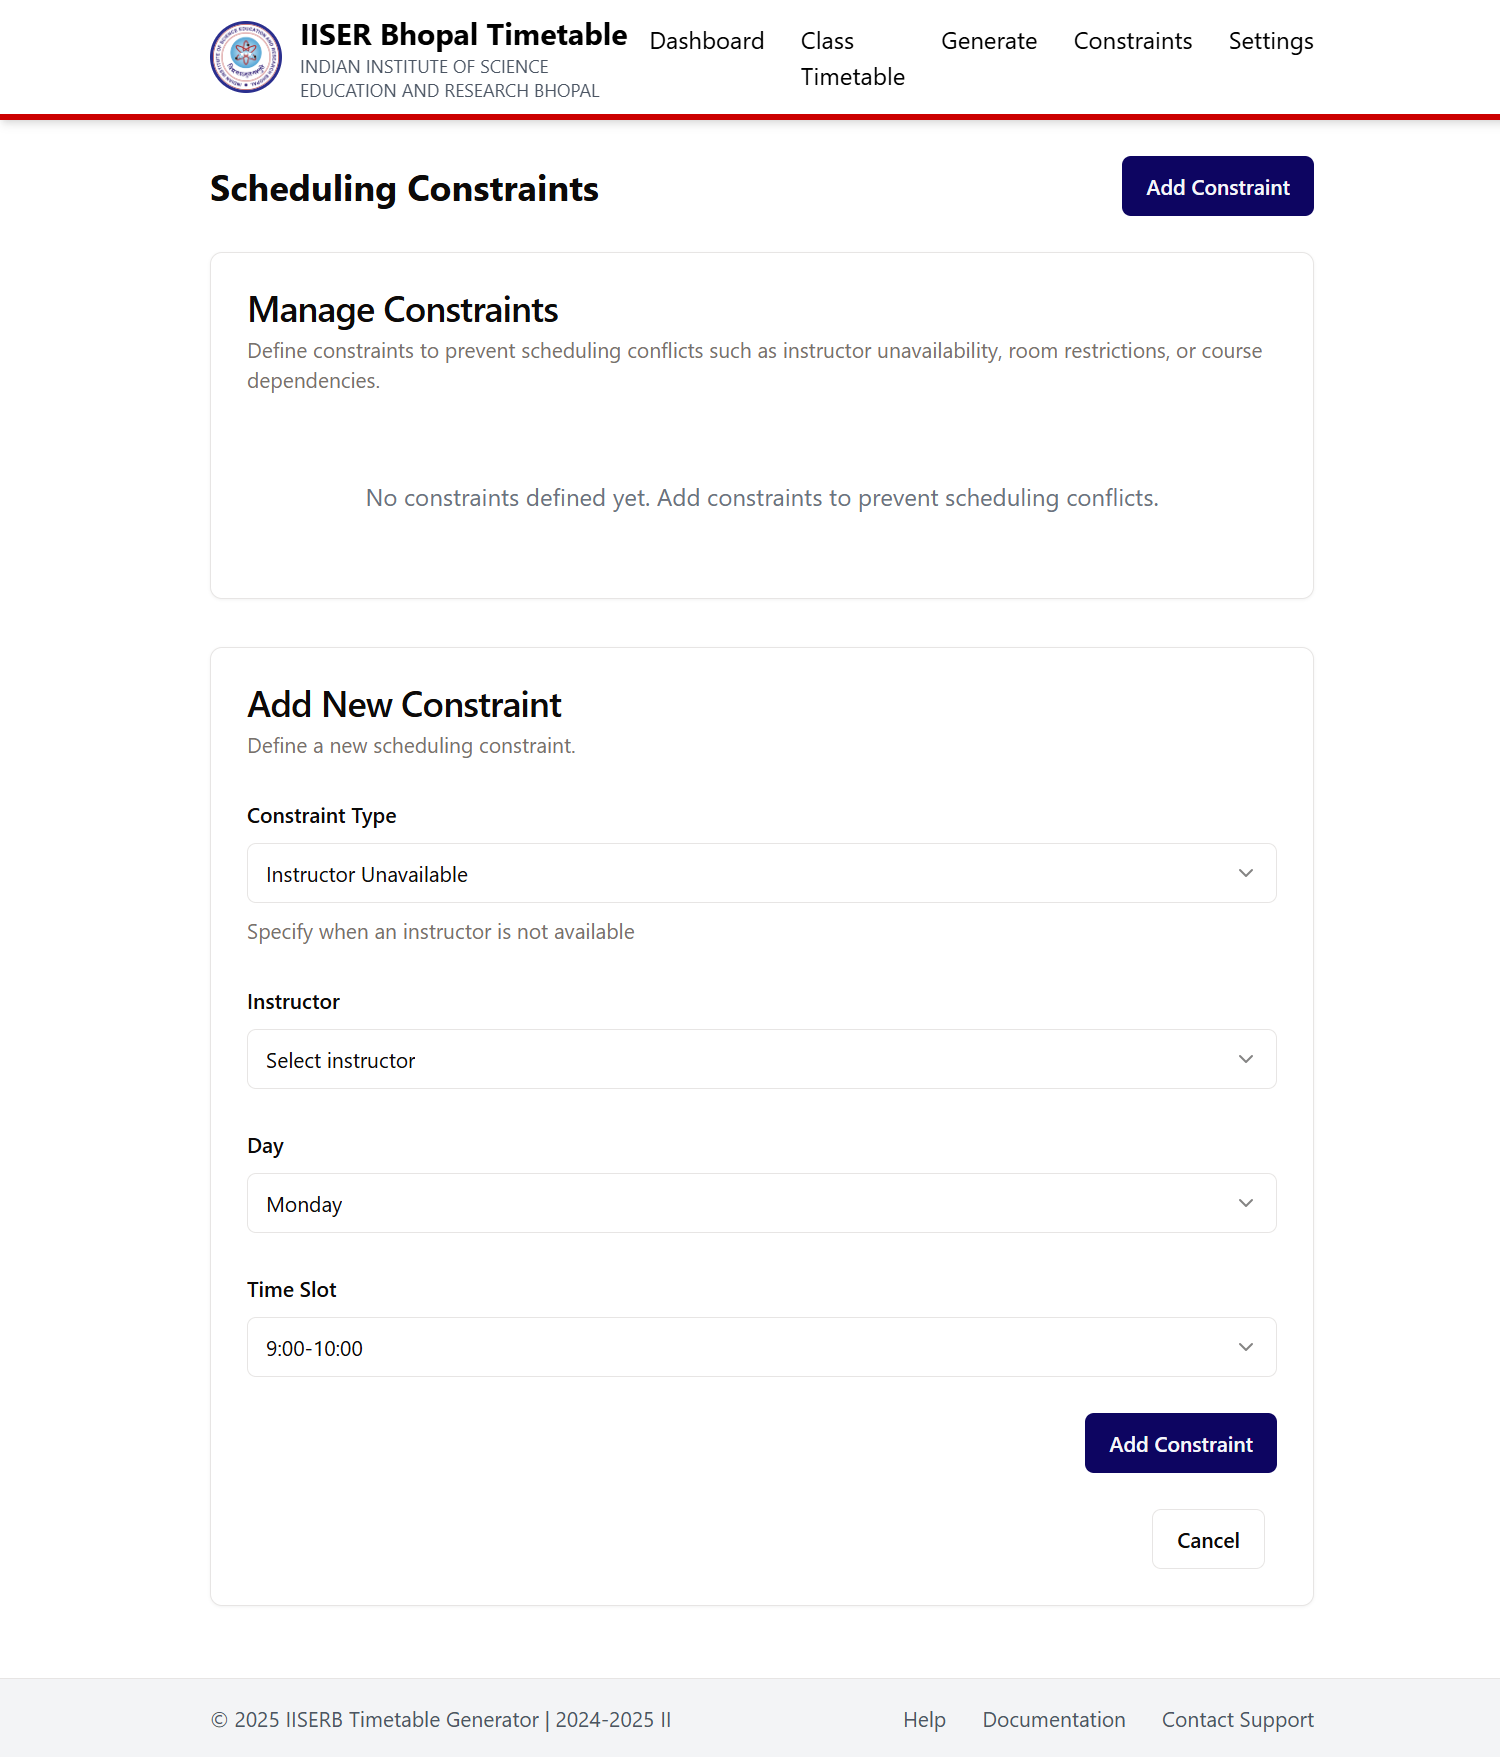 IISER Bhopal Timetable
INDIAN INSTITUTE OF SCIENCE
EDUCATION AND RESEARCH BHOPAL
Dashboard
Class
Timetable
Generate
Constraints
Settings
Scheduling Constraints
Add Constraint
Manage Constraints
Define constraints to prevent scheduling conflicts such as instructor unavailability, room restrictions, or course
dependencies.
No constraints defined yet. Add constraints to prevent scheduling conflicts.
Add New Constraint
Define a new scheduling constraint.
Constraint Type
Instructor Unavailable
Specify when an instructor is not available
Instructor
Select instructor
Day
Monday
Time Slot
9:00-10:00
Add Constraint
Cancel
© 2025 IISERB Timetable Generator | 2024-2025 II
Help
Documentation
Contact Support